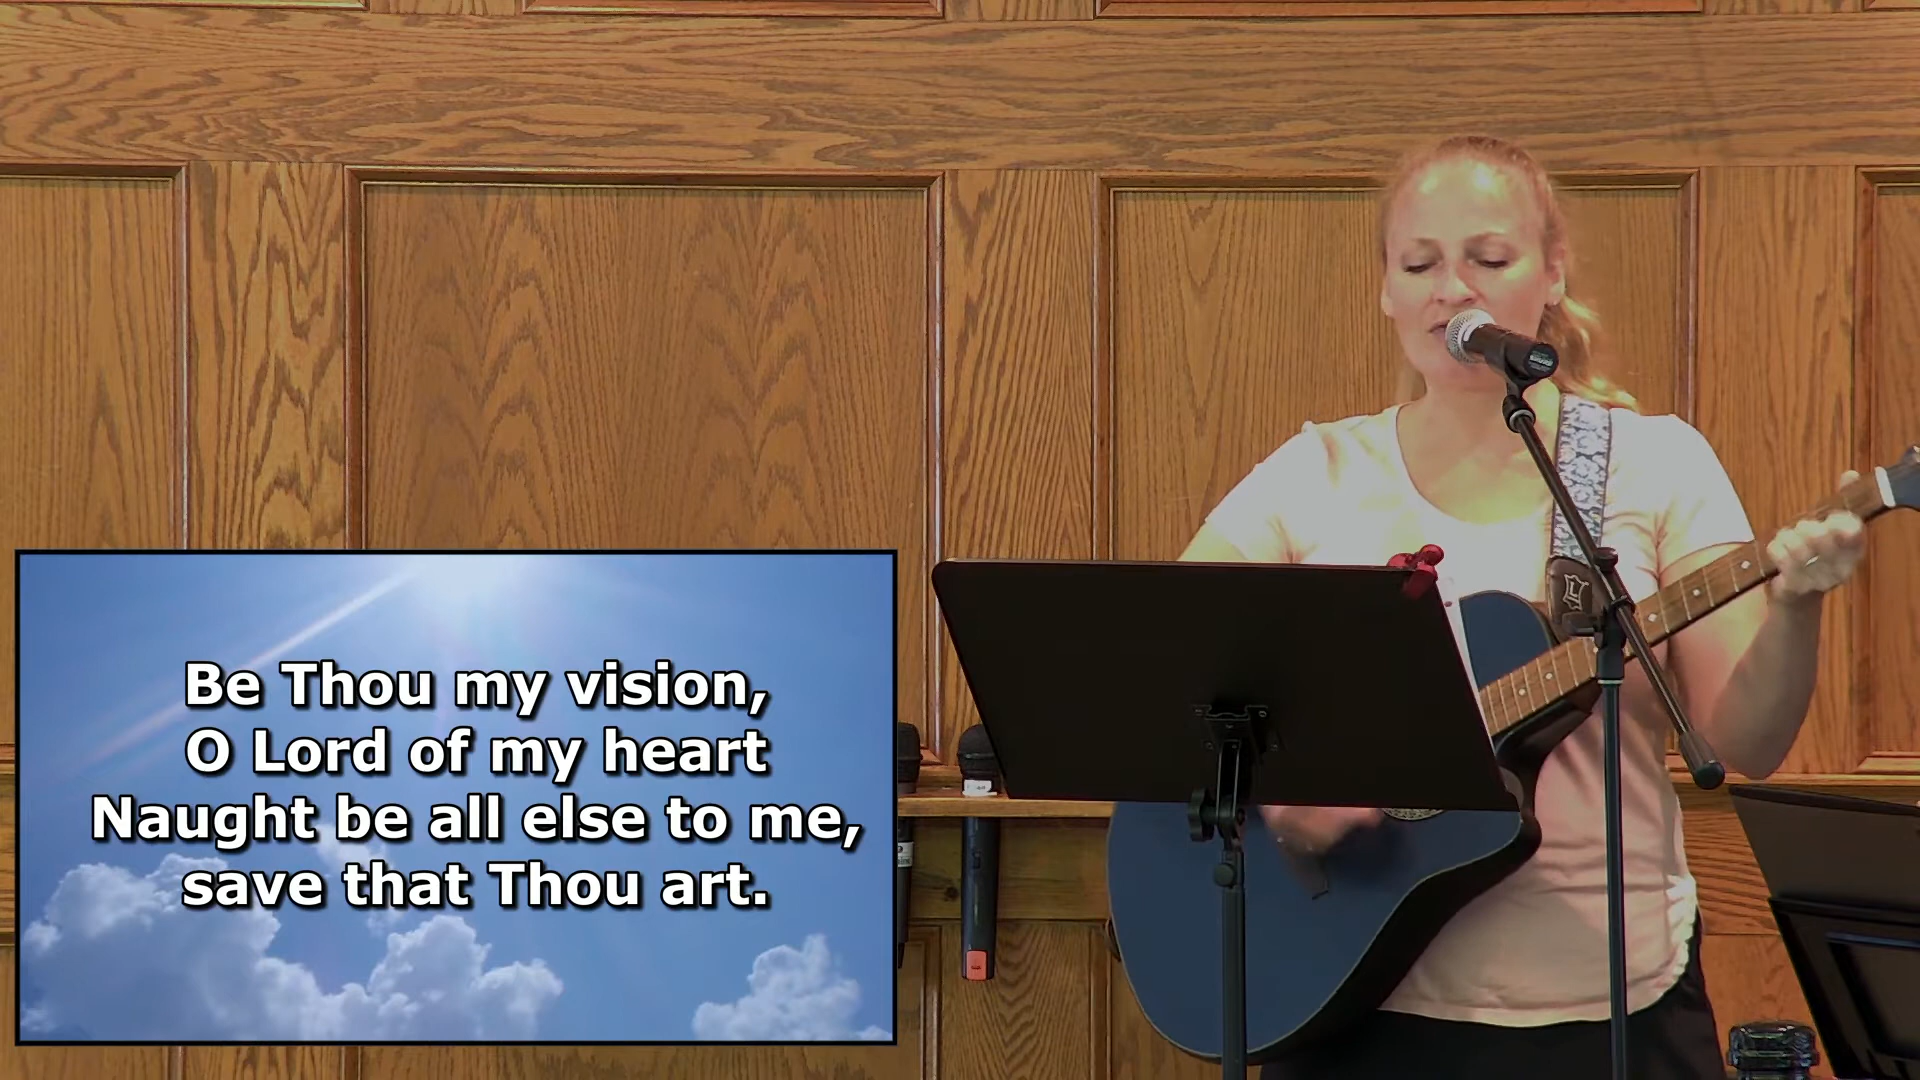 Be Thou my vision,
O Lord of my heart
Naught be all else to me,
save that Thou art.